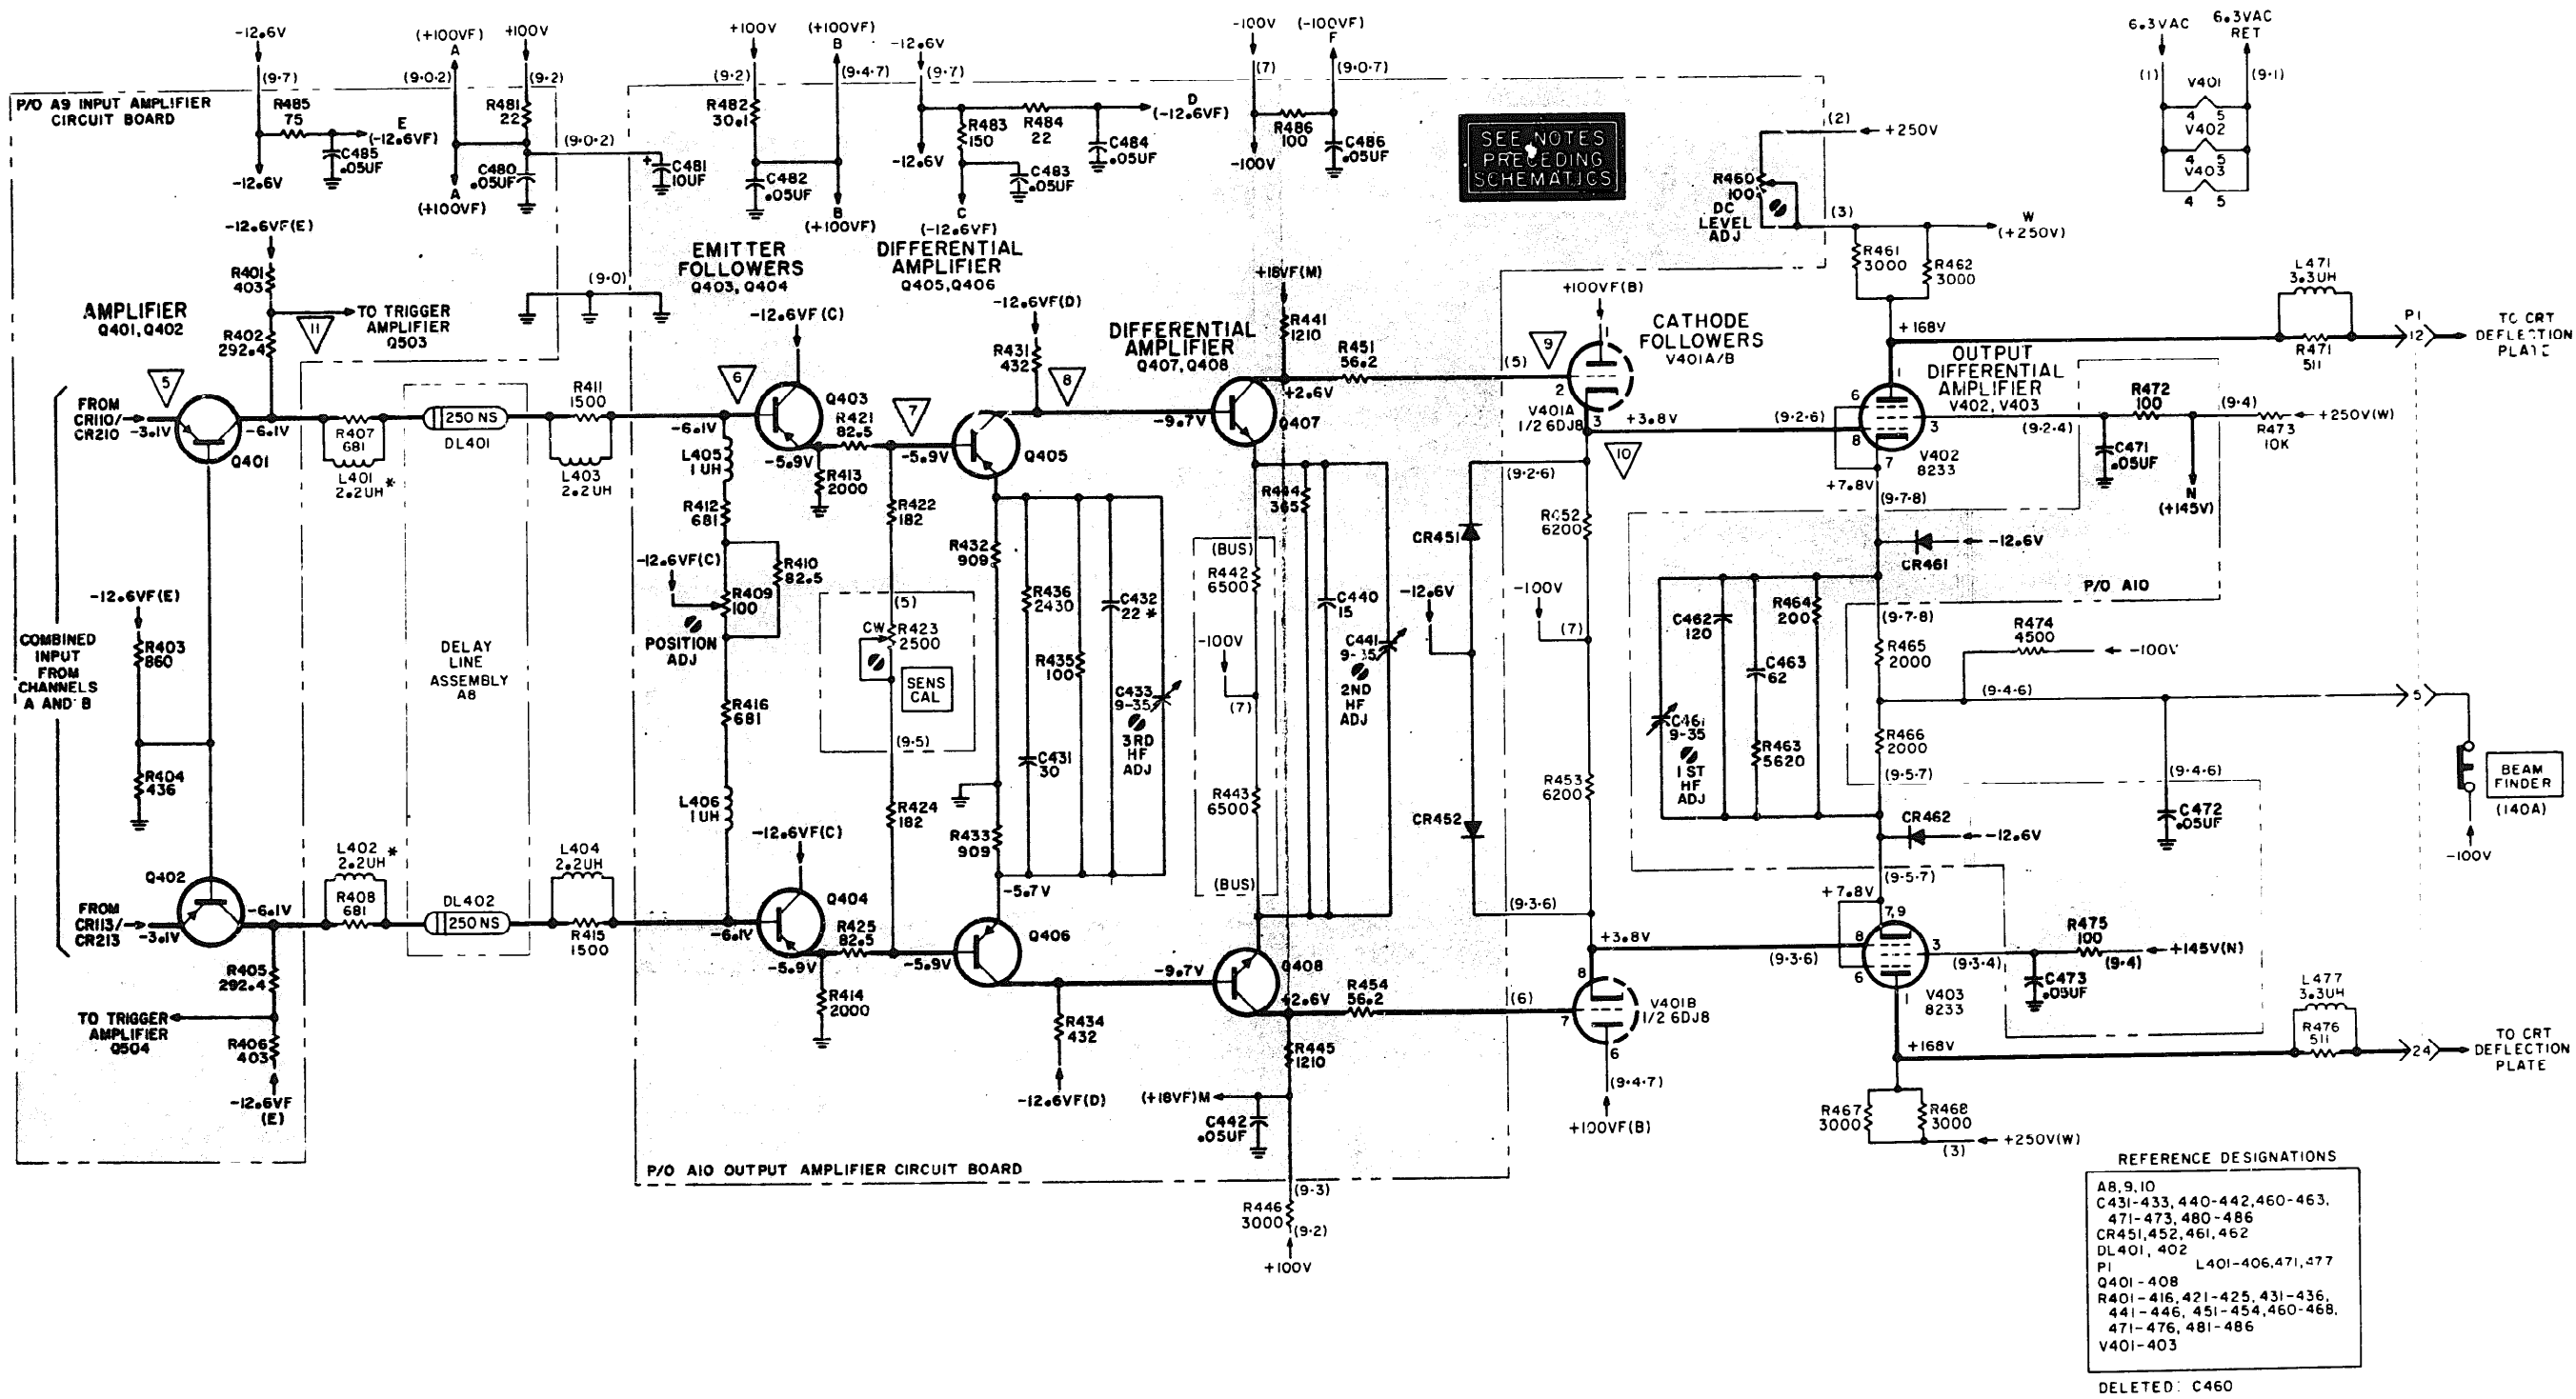 -12.6V
(+100VF)
A
+100V
+100V
(+100VF)
B
-12.6V
-100V
(-100VF)
F
6.3VAC
6.3VAC
RET
(9·7)
(9·0·2)
(9·2)
(9·2)
(9·4·7)
(9·7)
(7)
(9·0·7)
(1)
(9·1)
P/O A9 INPUT AMPLIFIER
CIRCUIT BOARD
R485
75
E
(-12.6VF)
C485
.05UF
-12.6V
R481
22
(9·0·2)
C480
.05UF
A
(+100VF)
C481
10UF
R482
30.1
C482
.05UF
B
(+100VF)
-12.6V
R483
150
R484
22
C484
.05UF
D
(-12.6VF)
C483
.05UF
C
(-12.6VF)
-100V
R486
100
C486
.05UF
SEE NOTES
PRECEDING
SCHEMATICS
(2)
+250V
R460
100
DC
LEVEL
ADJ
(3)
W
(+250V)
V401
4 5
V402
4 5
V403
4 5
-12.6VF(E)
R401
403
AMPLIFIER
Q401, Q402
R402
292.4
11
TO TRIGGER
AMPLIFIER
Q503
(9·0)
EMITTER
FOLLOWERS
Q403, Q404
-12.6VF(C)
DIFFERENTIAL
AMPLIFIER
Q405, Q406
-12.6VF(D)
R431
432
8
DIFFERENTIAL
AMPLIFIER
Q407, Q408
+18VF(M)
R441
1210
R451
56.2
+2.6V
(5)
9
+100VF(B)
1
2
3
CATHODE
FOLLOWERS
V401A/B
V401A
1/2 6DJ8
R461
3000
R462
3000
+168V
L471
3.3UH
R471
511
P1
12
TO CRT
DEFLECTION
PLATE
5
FROM
CR110/
CR210
-3.1V
-6.1V
Q401
R407
681
L401
2.2UH*
250 NS
DL401
R411
1500
L403
2.2UH
6
-6.1V
Q403
R421
82.5
7
-5.9V
-5.9V
R413
2000
Q405
-9.7V
Q407
+3.8V
10
(9·2·6)
(9·2·6)
OUTPUT
DIFFERENTIAL
AMPLIFIER
V402, V403
1
6
8
3
7
V402
8233
+7.8V
(9·7·8)
(9·2·4)
R472
100
C471
.05UF
N
(+145V)
(9·4)
R473
10K
+250V(W)
L405
1UH
R412
681
-12.6VF(C)
R410
82.5
R409
100
POSITION
ADJ
R416
681
L406
1UH
R422
182
(5)
CW
R423
2500
SENS
CAL
(9·5)
R424
182
R432
909
R436
2430
C432
22*
R435
100
C433
9-35
3RD
HF
ADJ
C431
30
R433
909
-5.7V
R444
365
(BUS)
R442
6500
-100V
(7)
R443
6500
(BUS)
C440
15
C441
9-35
2ND
HF
ADJ
CR451
-12.6V
CR452
R452
6200
-100V
(7)
R453
6200
(9·3·6)
CR461
-12.6V
P/O A10
C462
120
R464
200
C463
62
C461
9-35
1ST
HF
ADJ
R463
5620
(9·7·8)
R465
2000
R474
4500
-100V
(9·4·6)
R466
2000
(9·5·7)
CR462
-12.6V
(9·4·6)
C472
.05UF
5
BEAM
FINDER
(140A)
-100V
COMBINED
INPUT
FROM
CHANNELS
A AND B
-12.6VF(E)
R403
860
R404
436
DELAY
LINE
ASSEMBLY
A8
Q402
FROM
CR113/
CR213
-3.1V
-6.1V
L402
2.2UH*
R408
681
DL402
250 NS
L404
2.2UH
R415
1500
-6.1V
-12.6VF(C)
Q404
R425
82.5
-5.9V
-5.9V
R414
2000
Q406
-9.7V
Q408
+2.6V
R454
56.2
(6)
8
7
6
V401B
1/2 6DJ8
+3.8V
(9·3·6)
(9·5·7)
+7.8V
7,9
8
6
3
1
V403
8233
(9·3·4)
R475
100
(9·4)
+145V(N)
C473
.05UF
L477
3.3UH
R476
511
24
TO CRT
DEFLECTION
PLATE
+168V
R405
292.4
TO TRIGGER
AMPLIFIER
Q504
R406
403
-12.6VF
(E)
R434
432
-12.6VF(D)
R445
1210
(+18VF)M
C442
.05UF
(9·4·7)
+100VF(B)
R467
3000
R468
3000
(3)
+250V(W)
P/O A10 OUTPUT AMPLIFIER CIRCUIT BOARD
(9·3)
R446
3000
(9·2)
+100V
REFERENCE DESIGNATIONS
A8,9,10
C431-433, 440-442,460-463,
471-473, 480-486
CR451,452,461,462
DL401, 402
P1 L401-406,471,477
Q401-408
R401-416,421-425,431-436,
441-446, 451-454,460-468,
471-476, 481-486
V401-403
DELETED: C460